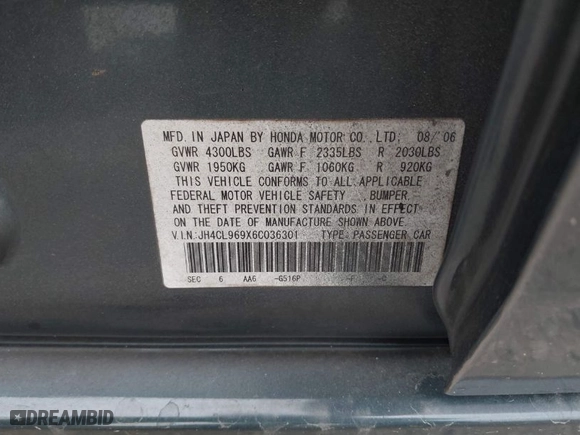 MFD. IN JAPAN BY HONDA MOTOR CO., LTD; 08/06
GVWR 4300LBS GAWR F 2335LBS R 2030LBS
GVWR 1950KG GAWR F 1060KG R 920KG
THIS VEHICLE CONFORMS TO ALL APPLICABLE
FEDERAL MOTOR VEHICLE SAFETY, BUMPER,
AND THEFT PREVENTION STANDARDS IN EFFECT
ON THE DATE OF MANUFACTURE SHOWN ABOVE.
V.I.N: JH4CL969X6C036301 TYPE: PASSENGER CAR
SEC 6 AA6 -G516P -F -C
DREAMBID